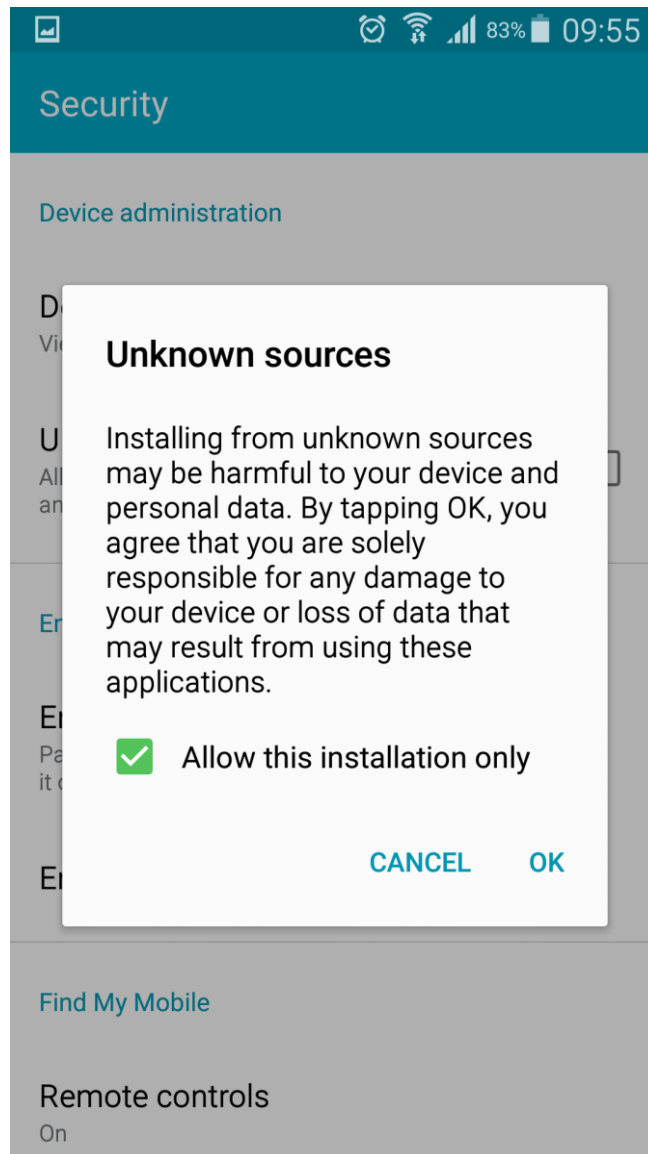 83% 09:55
Security
Device administration
Unknown sources
Installing from unknown sources
may be harmful to your device and
personal data. By tapping OK, you
agree that you are solely
responsible for any damage to
your device or loss of data that
may result from using these
applications.
Allow this installation only
CANCEL OK
Find My Mobile
Remote controls
On